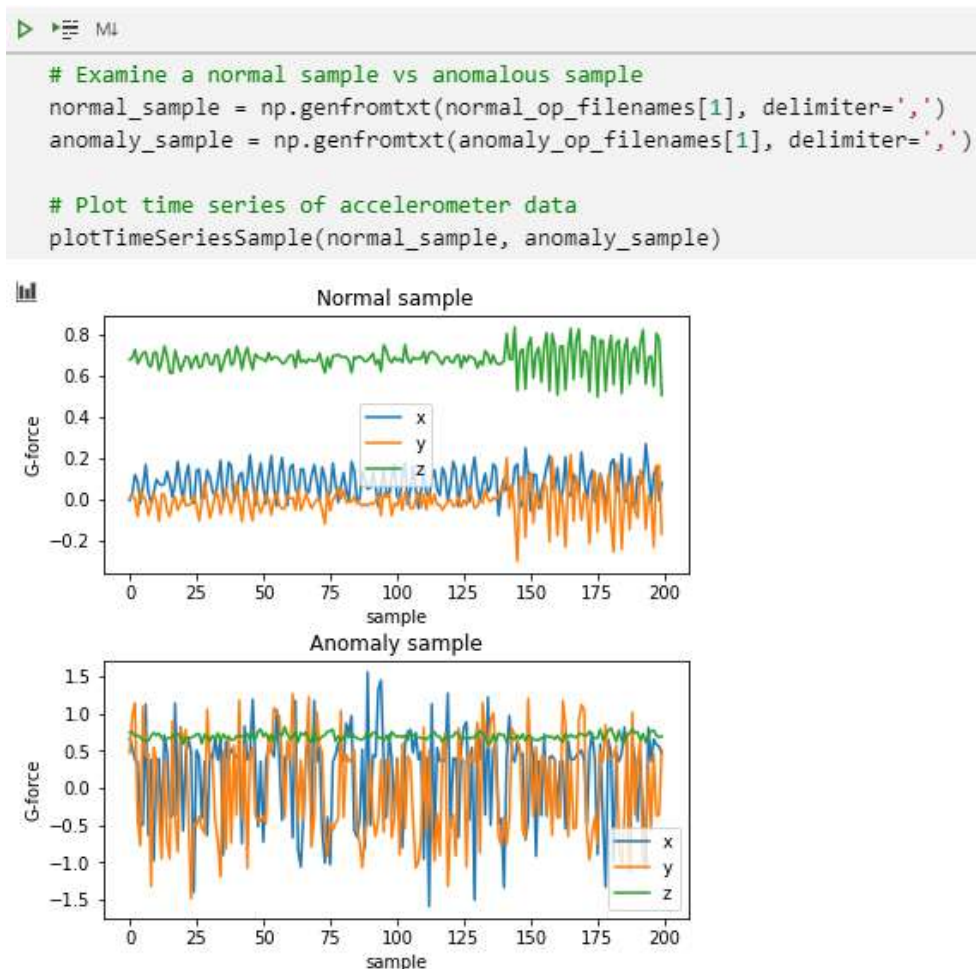 M↓
# Examine a normal sample vs anomalous sample
normal_sample = np.genfromtxt(normal_op_filenames[1], delimiter=',')
anomaly_sample = np.genfromtxt(anomaly_op_filenames[1], delimiter=',')
# Plot time series of accelerometer data
plotTimeSeriesSample(normal_sample, anomaly_sample)
Normal sample
0.8
0.6
0.4
0.2
0.0
−0.2
G-force
x
y
z
0 25 50 75 100 125 150 175 200
sample
Anomaly sample
1.5
1.0
0.5
0.0
−0.5
−1.0
−1.5
G-force
x
y
z
0 25 50 75 100 125 150 175 200
sample